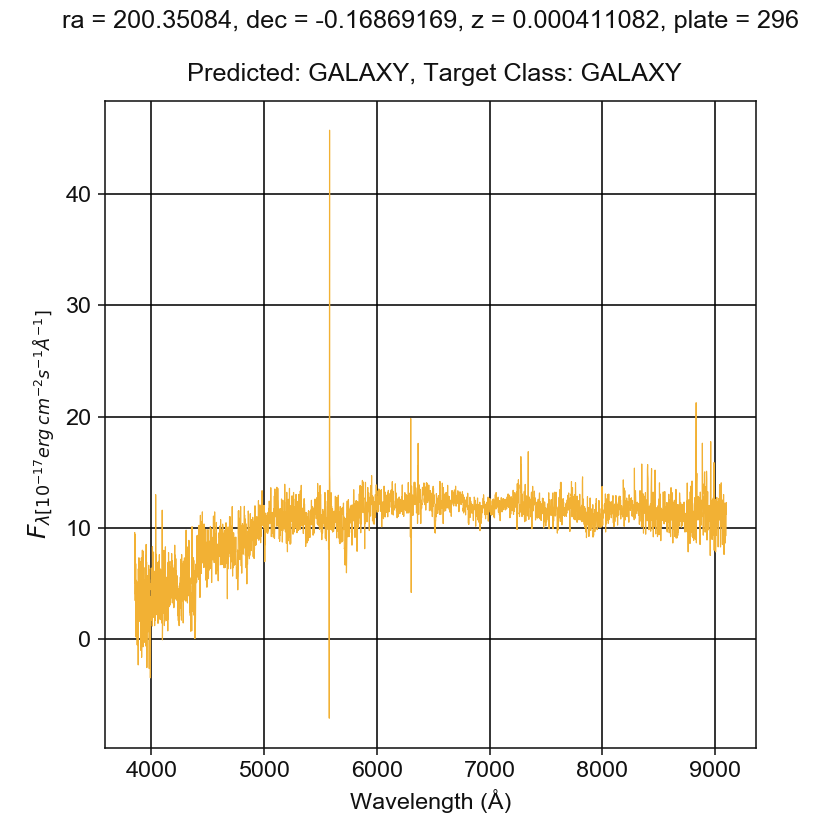 ra = 200.35084, dec = -0.16869169, z = 0.000411082, plate = 296
Predicted: GALAXY, Target Class: GALAXY
40
30
20
10
0
F_λ[10^{-17} erg cm^{-2} s^{-1} Å^{-1}]
4000 5000 6000 7000 8000 9000
Wavelength (Å)